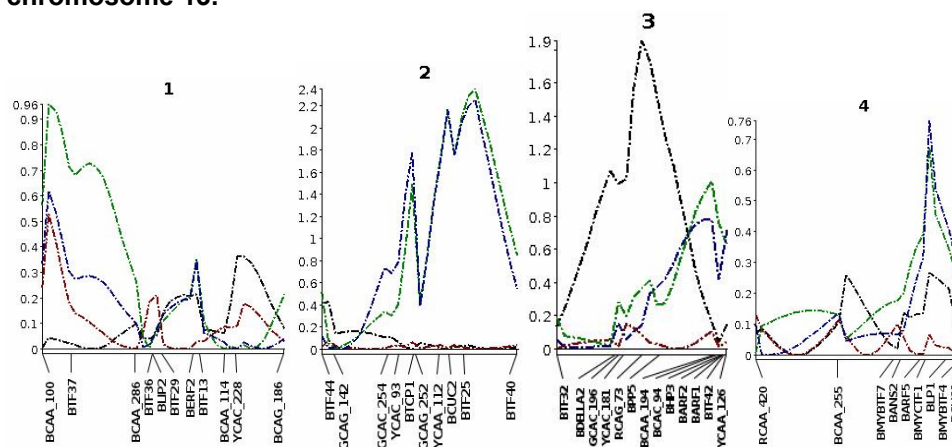 chromosome
1
0.96
0.9
0.8
0.7
0.6
0.5
0.4
0.3
0.2
0.1
0
BCAA_100
BTF37
BCAA_286
BTF36
BLIP2
BTF29
BERF2
BTF13
BCAA_114
YCAC_228
BCAG_186
2
2.4
2.2
2
1.8
1.6
1.4
1.2
1
0.8
0.6
0.4
0.2
0
BTF44
GCAG_142
GCAC_254
YCAC_93
BTCP1
GCAG_252
YCAA_112
BCUC2
BTF25
BTF40
3
1.9
1.8
1.6
1.4
1.2
1
0.8
0.6
0.4
0.2
0
BTF32
BDELLA2
GCAG_196
YCAC_181
RCAG_73
BPP5
BCAA_194
BCAC_94
BHP3
BARF2
BARF1
BTF42
YCAA_126
4
0.76
0.7
0.6
0.5
0.4
0.3
0.2
0.1
0
RCAA_420
BCAA_255
BMYBTF7
BANS2
BARF5
BMYCTF1
BLP1
BMYBTF4